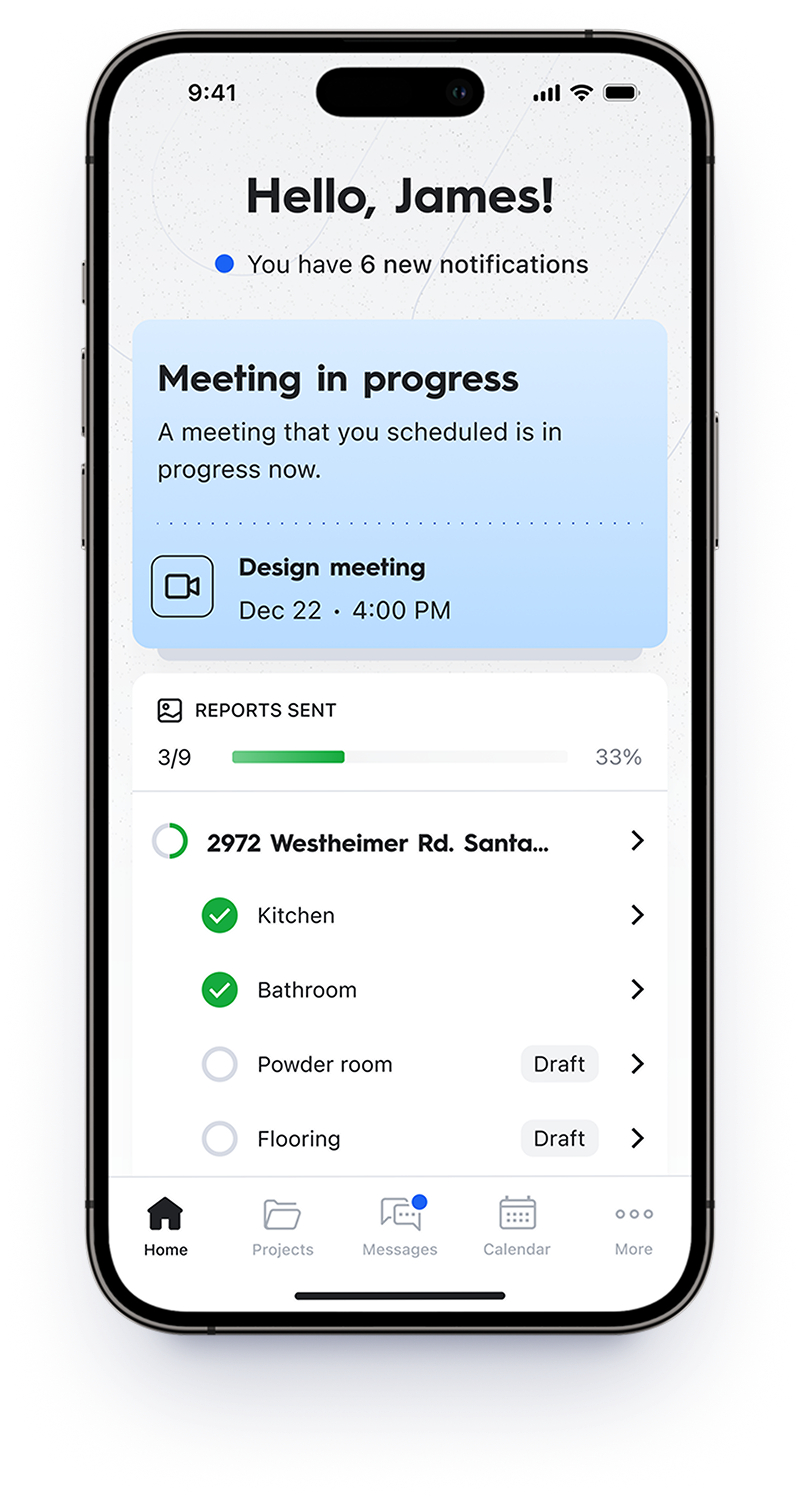 9:41
Hello, James!
You have 6 new notifications
Meeting in progress
A meeting that you scheduled is in
progress now.
Design meeting
Dec 22 • 4:00 PM
REPORTS SENT
3/9 33%
2972 Westheimer Rd. Santa...
Kitchen
Bathroom
Powder room Draft
Flooring Draft
Home Projects Messages Calendar More